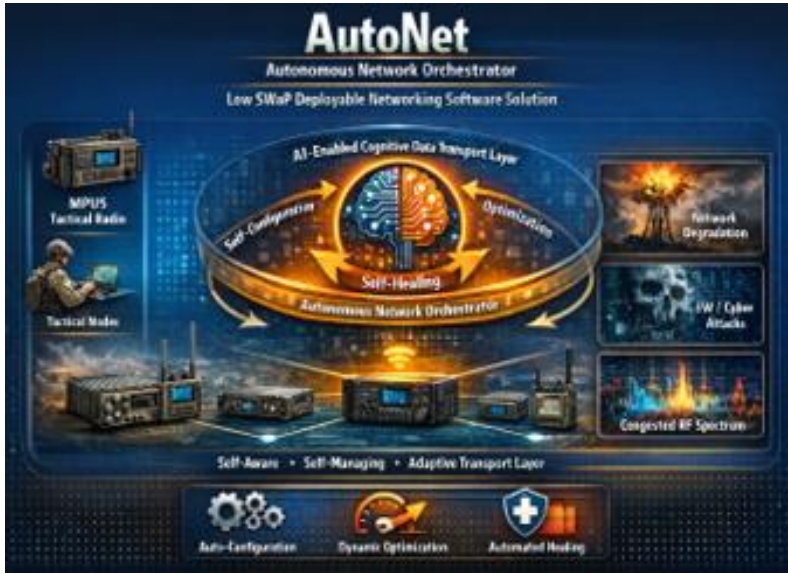 AutoNet
Autonomous Network Orchestrator
Low SWaP Deployable Networking Software Solution
MPUS
Tactical Radio
Tactical Nodes
AI-Enabled Cognitive Data Transport Layer
Self-Configuration
Optimization
Self-Healing
Autonomous Network Orchestrator
Network
Degradation
EW / Cyber
Attacks
Congested RF Spectrum
Self-Aware • Self-Managing • Adaptive Transport Layer
Auto-Configuration
Dynamic Optimization
Automated Healing